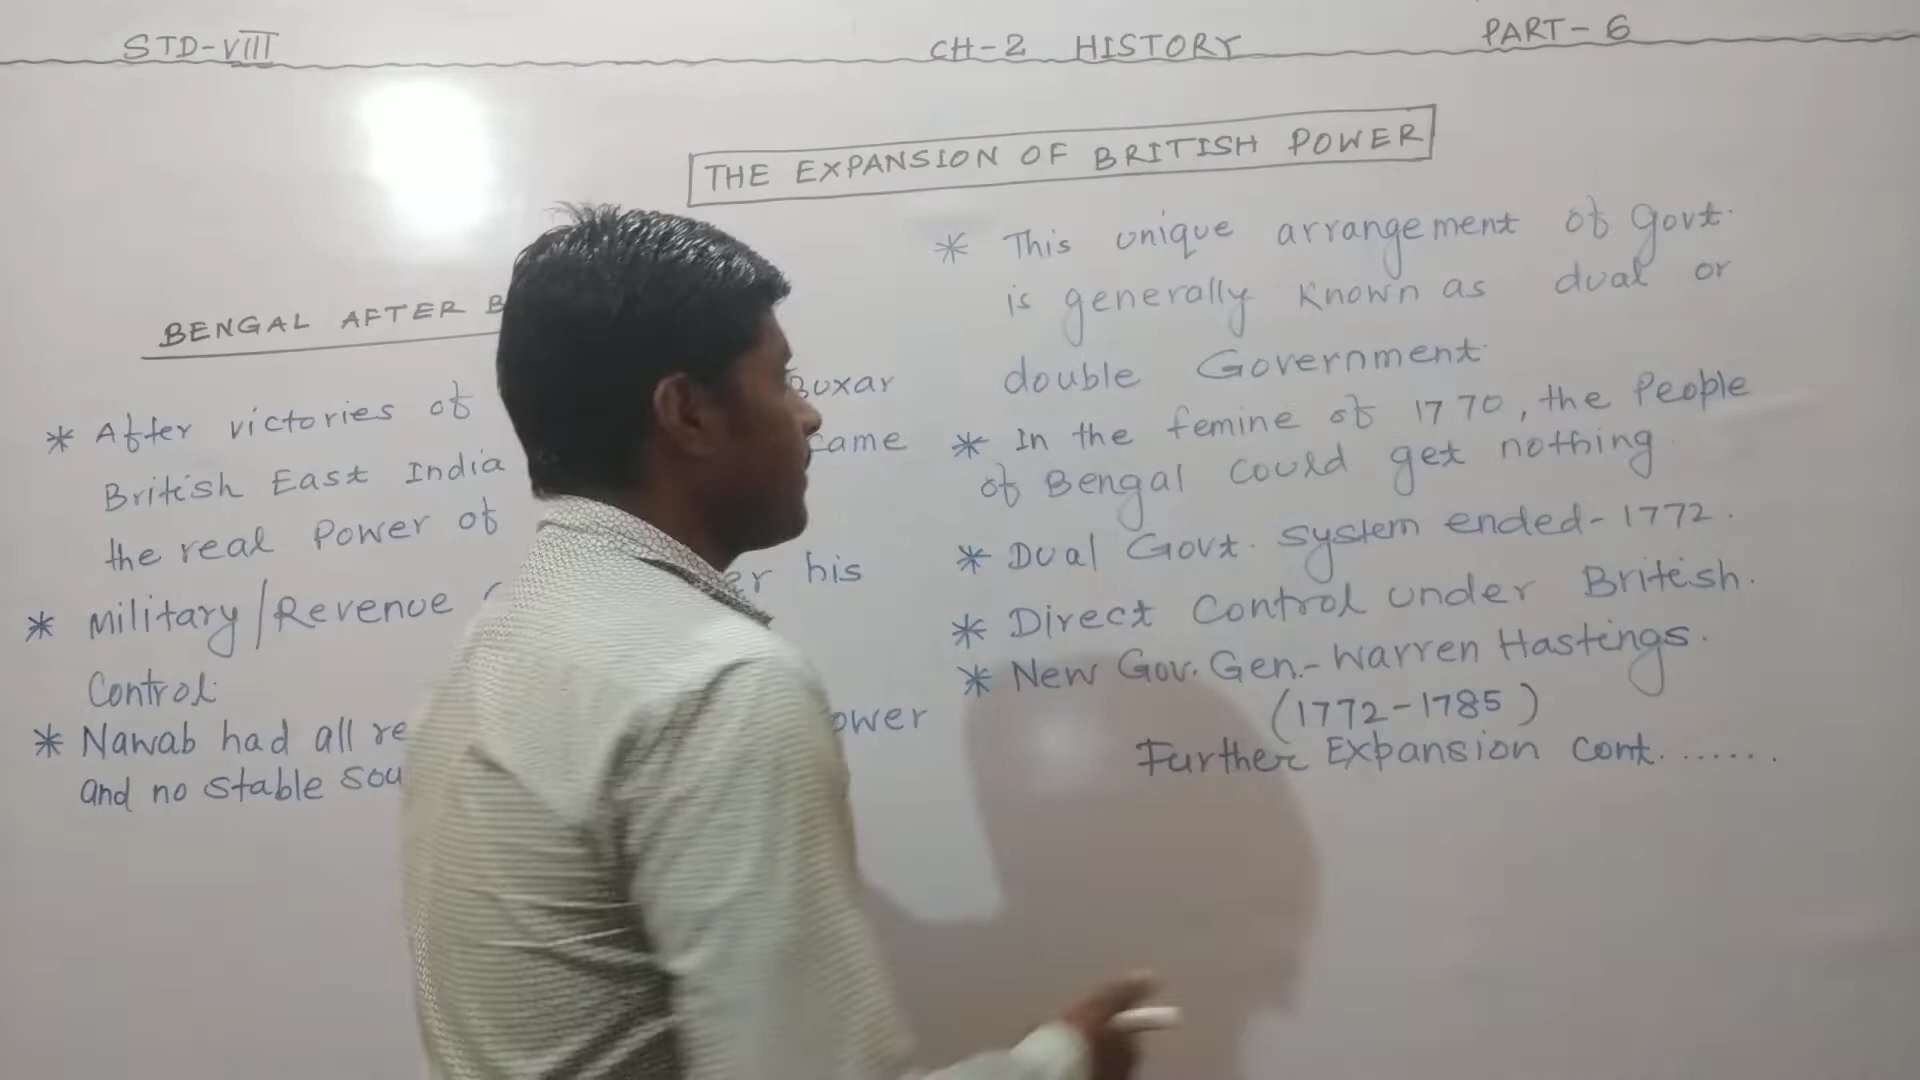 STD-VIII CH-2 HISTORY PART-6
THE EXPANSION OF BRITISH POWER
BENGAL AFTER
* After victories of Buxar
British East India came
the real Power of
* Military/Revenue his
Control.
* Nawab had all
and no stable
* This unique arrangement of Govt.
is generally Known as dual or
double Government.
* In the femine of 1770, the People
of Bengal could get nothing
* Dual Govt. system ended-1772.
* Direct Control under British.
* New Gov. Gen.-Warren Hastings.
(1772-1785)
Further Expansion cont.......